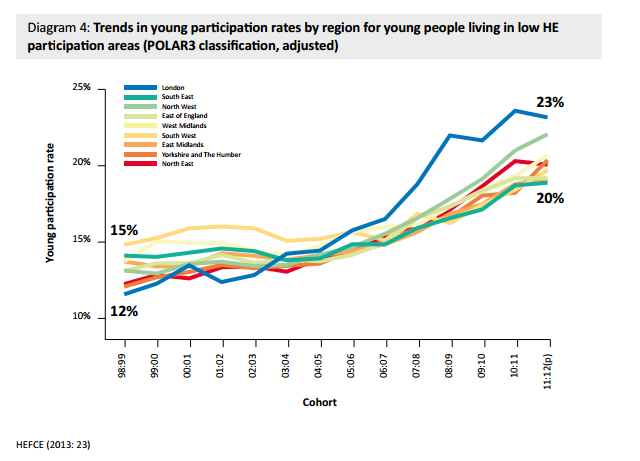 Diagram 4: Trends in young participation rates by region for young people living in low HE
participation areas (POLAR3 classification, adjusted)
25%
20%
15%
10%
Young participation rate
London
South East
North West
East of England
West Midlands
South West
East Midlands
Yorkshire and The Humber
North East
23%
20%
15%
12%
98:99
99:00
00:01
01:02
02:03
03:04
04:05
05:06
06:07
07:08
08:09
09:10
10:11
11:12(p)
Cohort
HEFCE (2013: 23)